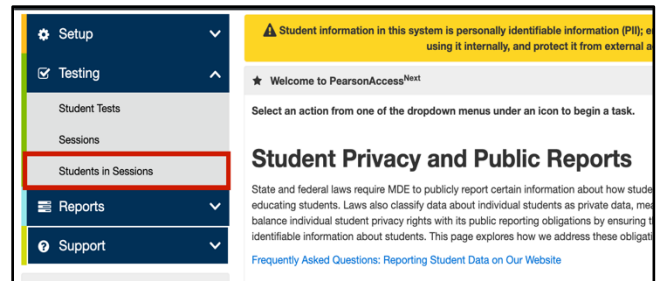 Setup
Testing
Student Tests
Sessions
Students in Sessions
Reports
Support
Student information in this system is personally identifiable information (PII);
using it internally, and protect it from external
Welcome to PearsonAccessNext
Select an action from one of the dropdown menus under an icon to begin a task.
Student Privacy and Public Reports
State and federal laws require MDE to publicly report certain information about how
educating students. Laws also classify data about individual students as private data,
balance individual student privacy rights with its public reporting obligations by ensuring
identifiable information about students. This page explores how we address these
Frequently Asked Questions: Reporting Student Data on Our Website